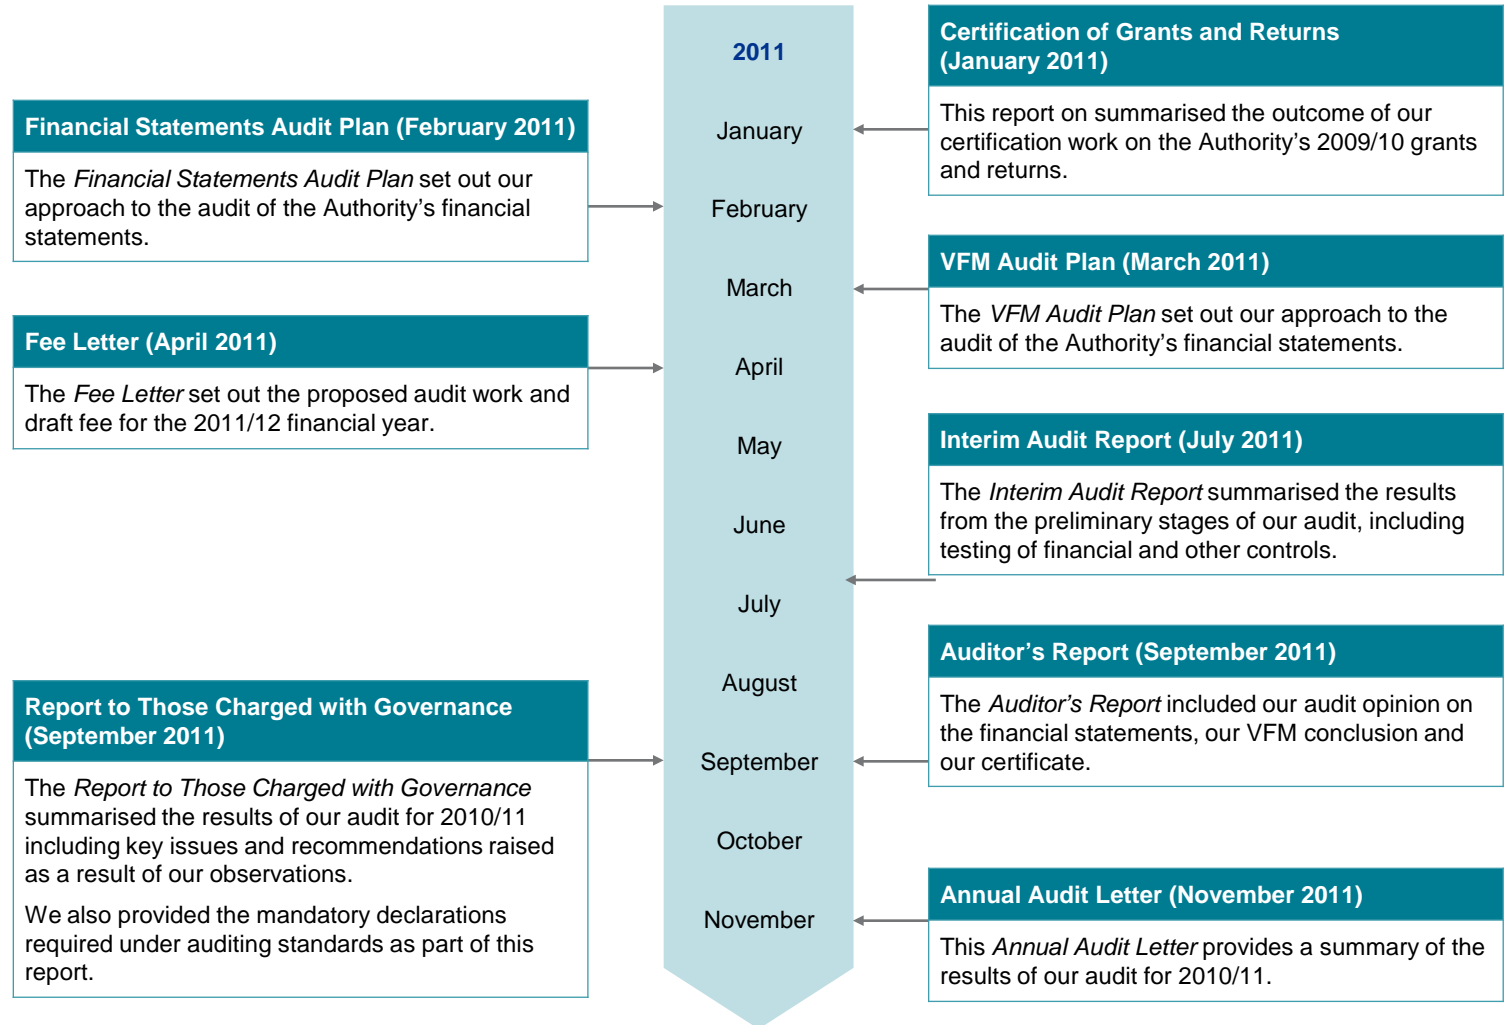 2011
January
February
March
April
May
June
July
August
September
October
November
Financial Statements Audit Plan (February 2011)
The Financial Statements Audit Plan set out our
approach to the audit of the Authority's financial
statements.
Fee Letter (April 2011)
The Fee Letter set out the proposed audit work and
draft fee for the 2011/12 financial year.
Report to Those Charged with Governance
(September 2011)
The Report to Those Charged with Governance
summarised the results of our audit for 2010/11
including key issues and recommendations raised
as a result of our observations.
We also provided the mandatory declarations
required under auditing standards as part of this
report.
Certification of Grants and Returns
(January 2011)
This report on summarised the outcome of our
certification work on the Authority's 2009/10 grants
and returns.
VFM Audit Plan (March 2011)
The VFM Audit Plan set out our approach to the
audit of the Authority's financial statements.
Interim Audit Report (July 2011)
The Interim Audit Report summarised the results
from the preliminary stages of our audit, including
testing of financial and other controls.
Auditor's Report (September 2011)
The Auditor's Report included our audit opinion on
the financial statements, our VFM conclusion and
our certificate.
Annual Audit Letter (November 2011)
This Annual Audit Letter provides a summary of the
results of our audit for 2010/11.